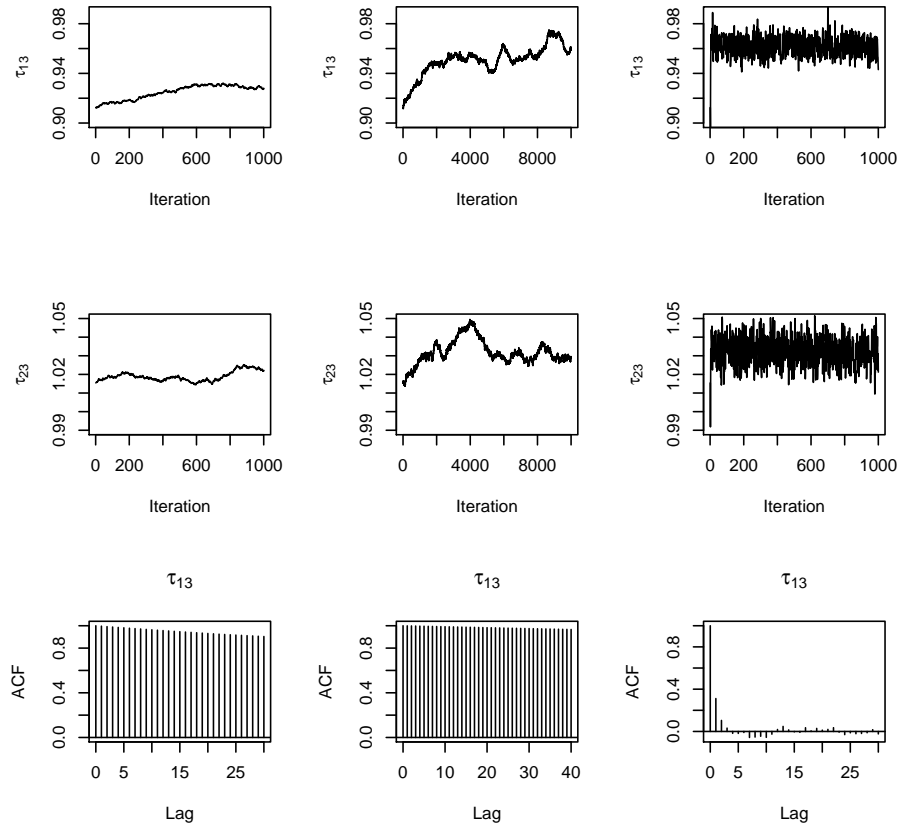 τ13
0.90 0.94 0.98
0 200 600 1000
Iteration
τ13
0.90 0.94 0.98
0 4000 8000
Iteration
τ13
0.90 0.94 0.98
0 200 600 1000
Iteration
τ23
0.99 1.02 1.05
0 200 600 1000
Iteration
τ23
0.99 1.02 1.05
0 4000 8000
Iteration
τ23
0.99 1.02 1.05
0 200 600 1000
Iteration
τ13
ACF
0.0 0.4 0.8
0 5 15 25
Lag
τ13
ACF
0.0 0.4 0.8
0 10 20 30 40
Lag
τ13
ACF
0.0 0.4 0.8
0 5 15 25
Lag